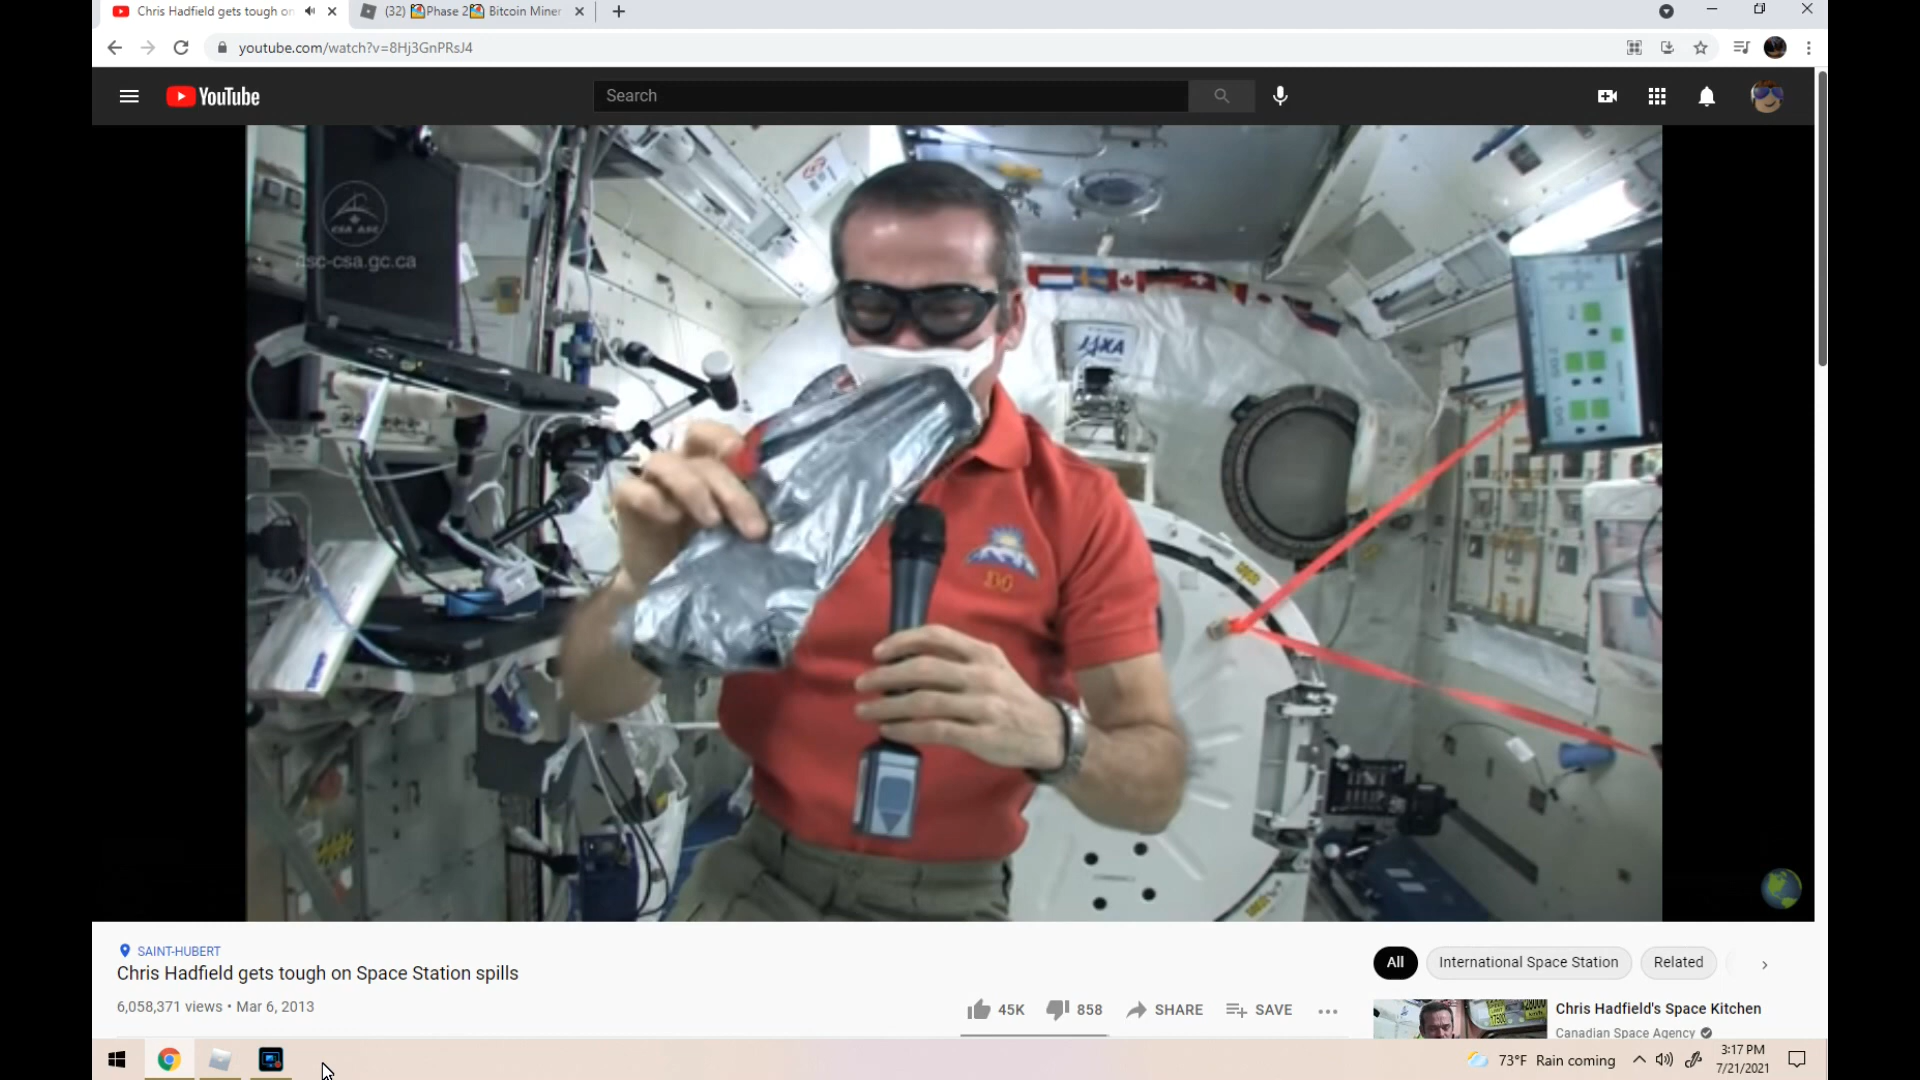 Chris Hadfield gets tough on
(32) Phase 2 Bitcoin Miner
youtube.com/watch?v=8Hj3GnPRsJ4
YouTube
Search
CSA ASC
asc-csa.gc.ca
JAXA
SAINT-HUBERT
Chris Hadfield gets tough on Space Station spills
6,058,371 views • Mar 6, 2013
45K
858
SHARE
SAVE
All
International Space Station
Related
Chris Hadfield's Space Kitchen
Canadian Space Agency
73°F Rain coming
3:17 PM
7/21/2021